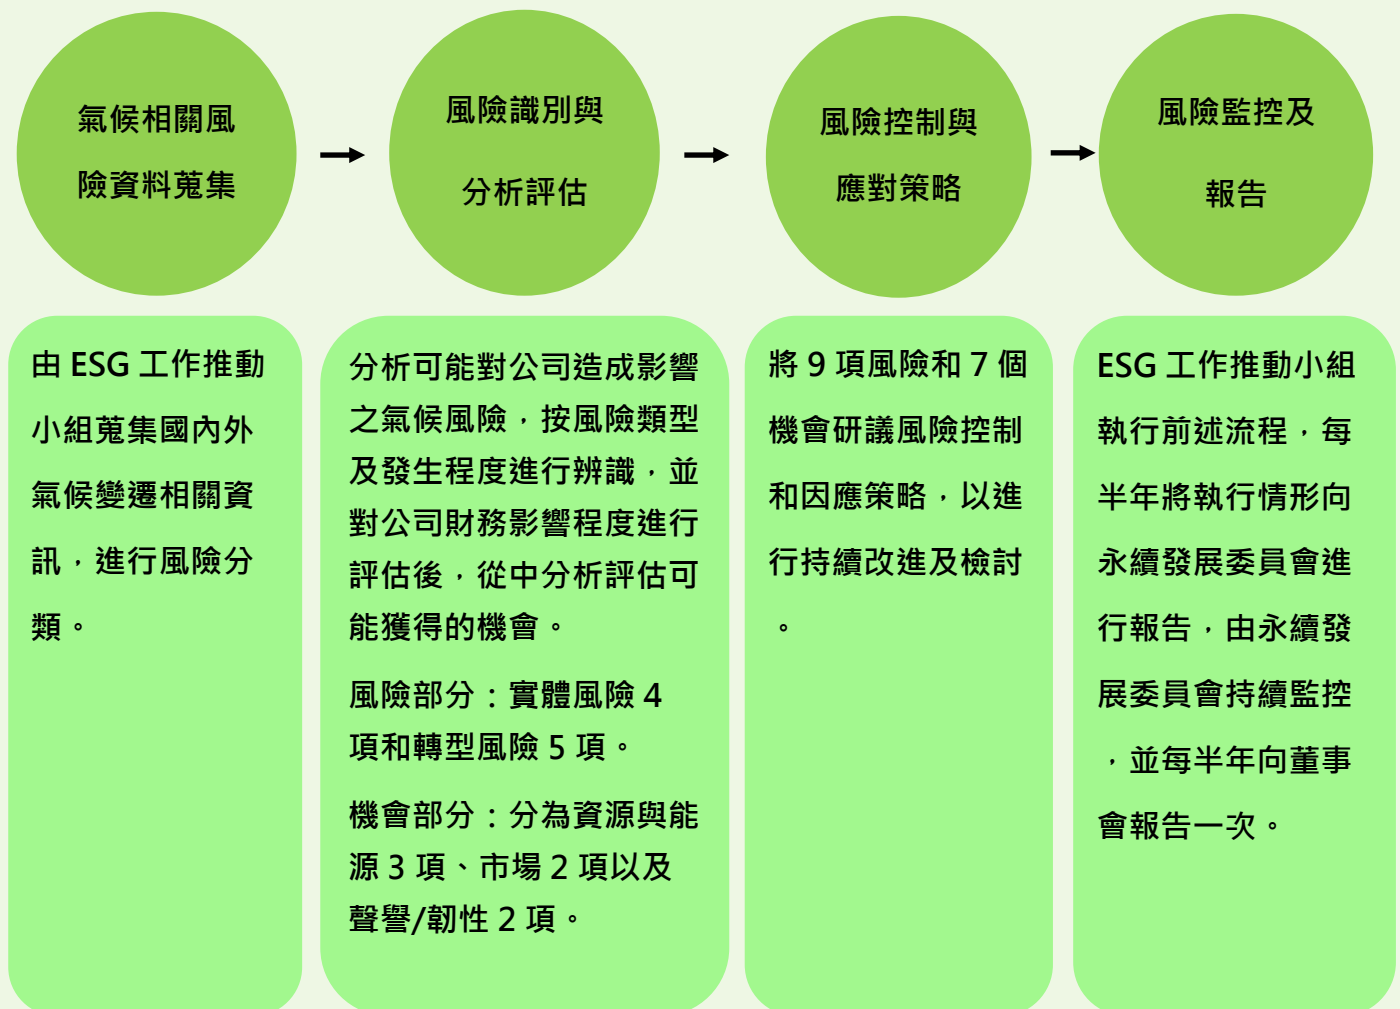 氣候相關風
險資料蒐集
風險識別與
分析評估
風險控制與
應對策略
風險監控及
報告
由 ESG 工作推動
小組蒐集國內外
氣候變遷相關資
訊，進行風險分
類。
分析可能對公司造成影響
之氣候風險，按風險類型
及發生程度進行辨識，並
對公司財務影響程度進行
評估後，從中分析評估可
能獲得的機會。
風險部分：實體風險 4
項和轉型風險 5 項。
機會部分：分為資源與能
源 3 項、市場 2 項以及
聲譽/韌性 2 項。
將 9 項風險和 7 個
機會研議風險控制
和因應策略，以進
行持續改進及檢討
。
ESG 工作推動小組
執行前述流程，每
半年將執行情形向
永續發展委員會進
行報告，由永續發
展委員會持續監控
，並每半年向董事
會報告一次。